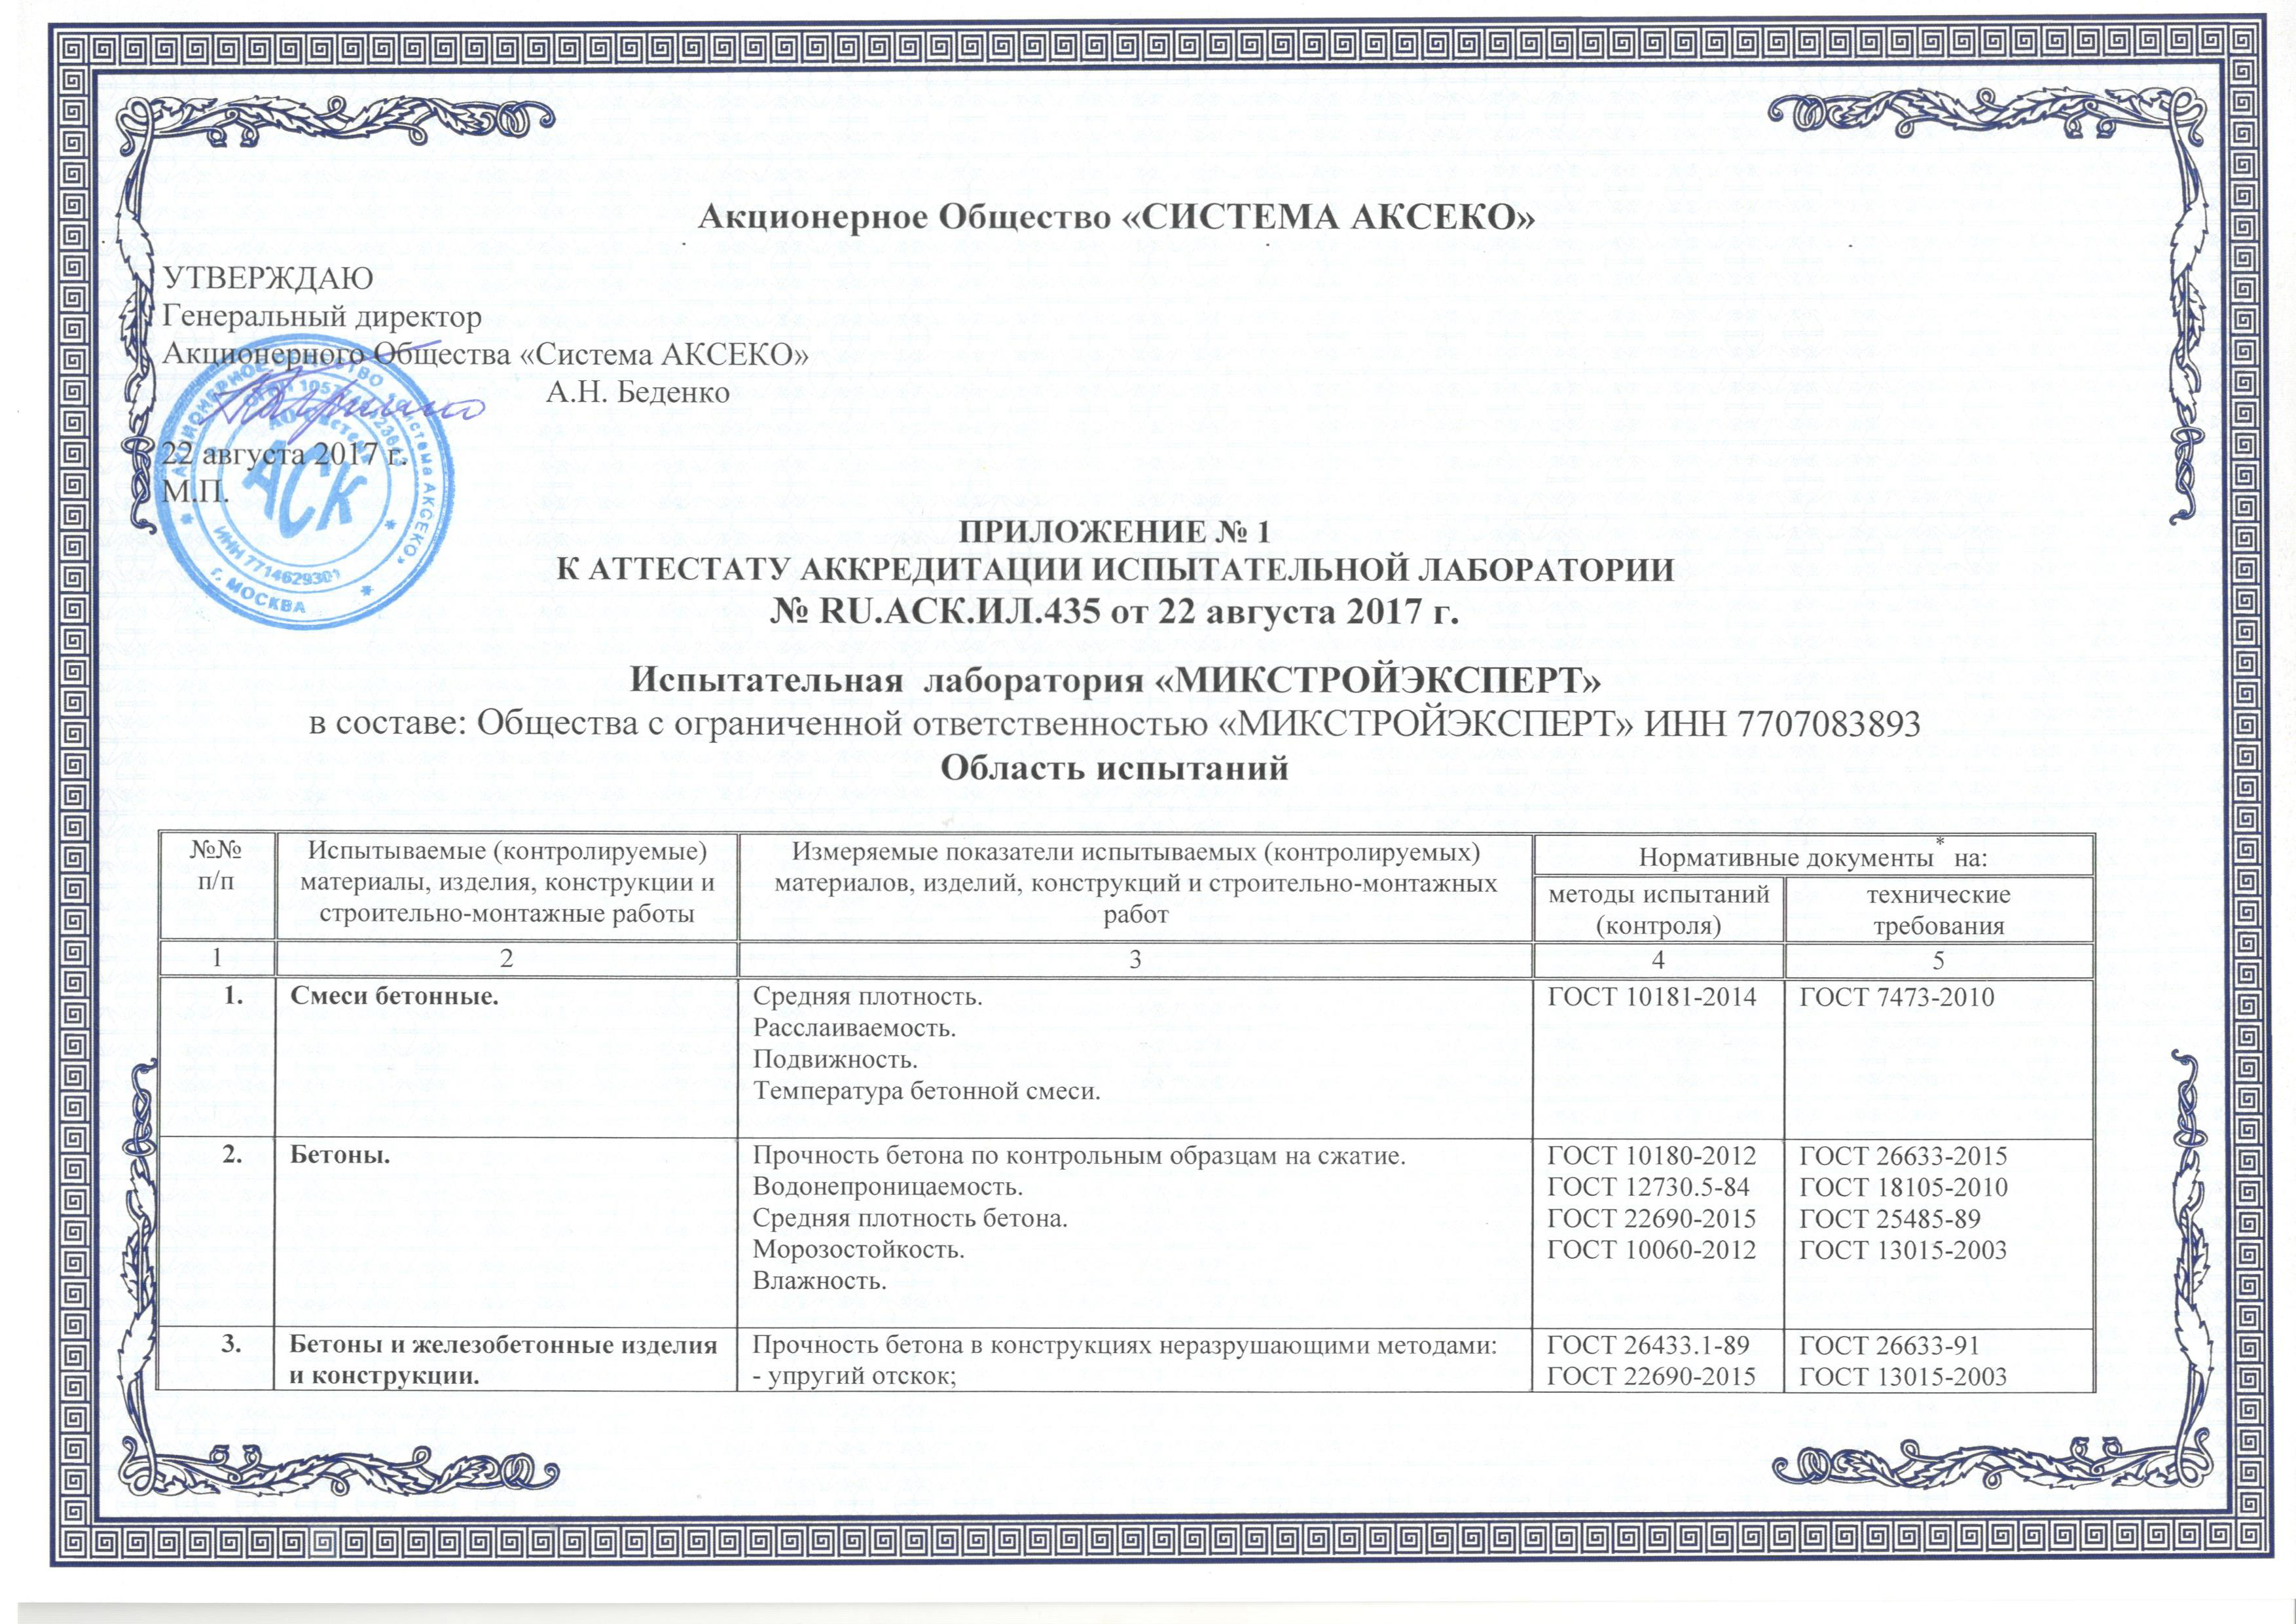 Акционерное Общество «СИСТЕМА АКСЕКО»
УТВЕРЖДАЮ
Генеральный директор
Акционерного Общества «Система АКСЕКО»
А.Н. Беденко
22 августа 2017 г.
М.П.
АКЦИОНЕРНОЕ ОБЩЕСТВО «Система АКСЕКО»
АСК
ИНН 7714629301
г. МОСКВА
ПРИЛОЖЕНИЕ № 1
К АТТЕСТАТУ АККРЕДИТАЦИИ ИСПЫТАТЕЛЬНОЙ ЛАБОРАТОРИИ
№ RU.АСК.ИЛ.435 от 22 августа 2017 г.
Испытательная лаборатория «МИКСТРОЙЭКСПЕРТ»
в составе: Общества с ограниченной ответственностью «МИКСТРОЙЭКСПЕРТ» ИНН 7707083893
Область испытаний
№№
п/п
Испытываемые (контролируемые)
материалы, изделия, конструкции и
строительно-монтажные работы
Измеряемые показатели испытываемых (контролируемых)
материалов, изделий, конструкций и строительно-монтажных
работ
Нормативные документы* на:
методы испытаний
(контроля)
технические
требования
1 2 3 4 5
1. Смеси бетонные.
Средняя плотность.
Расслаиваемость.
Подвижность.
Температура бетонной смеси.
ГОСТ 10181-2014
ГОСТ 7473-2010
2. Бетоны.
Прочность бетона по контрольным образцам на сжатие.
Водонепроницаемость.
Средняя плотность бетона.
Морозостойкость.
Влажность.
ГОСТ 10180-2012
ГОСТ 12730.5-84
ГОСТ 22690-2015
ГОСТ 10060-2012
ГОСТ 26633-2015
ГОСТ 18105-2010
ГОСТ 25485-89
ГОСТ 13015-2003
3. Бетоны и железобетонные изделия
и конструкции.
Прочность бетона в конструкциях неразрушающими методами:
- упругий отскок;
ГОСТ 26433.1-89
ГОСТ 22690-2015
ГОСТ 26633-91
ГОСТ 13015-2003